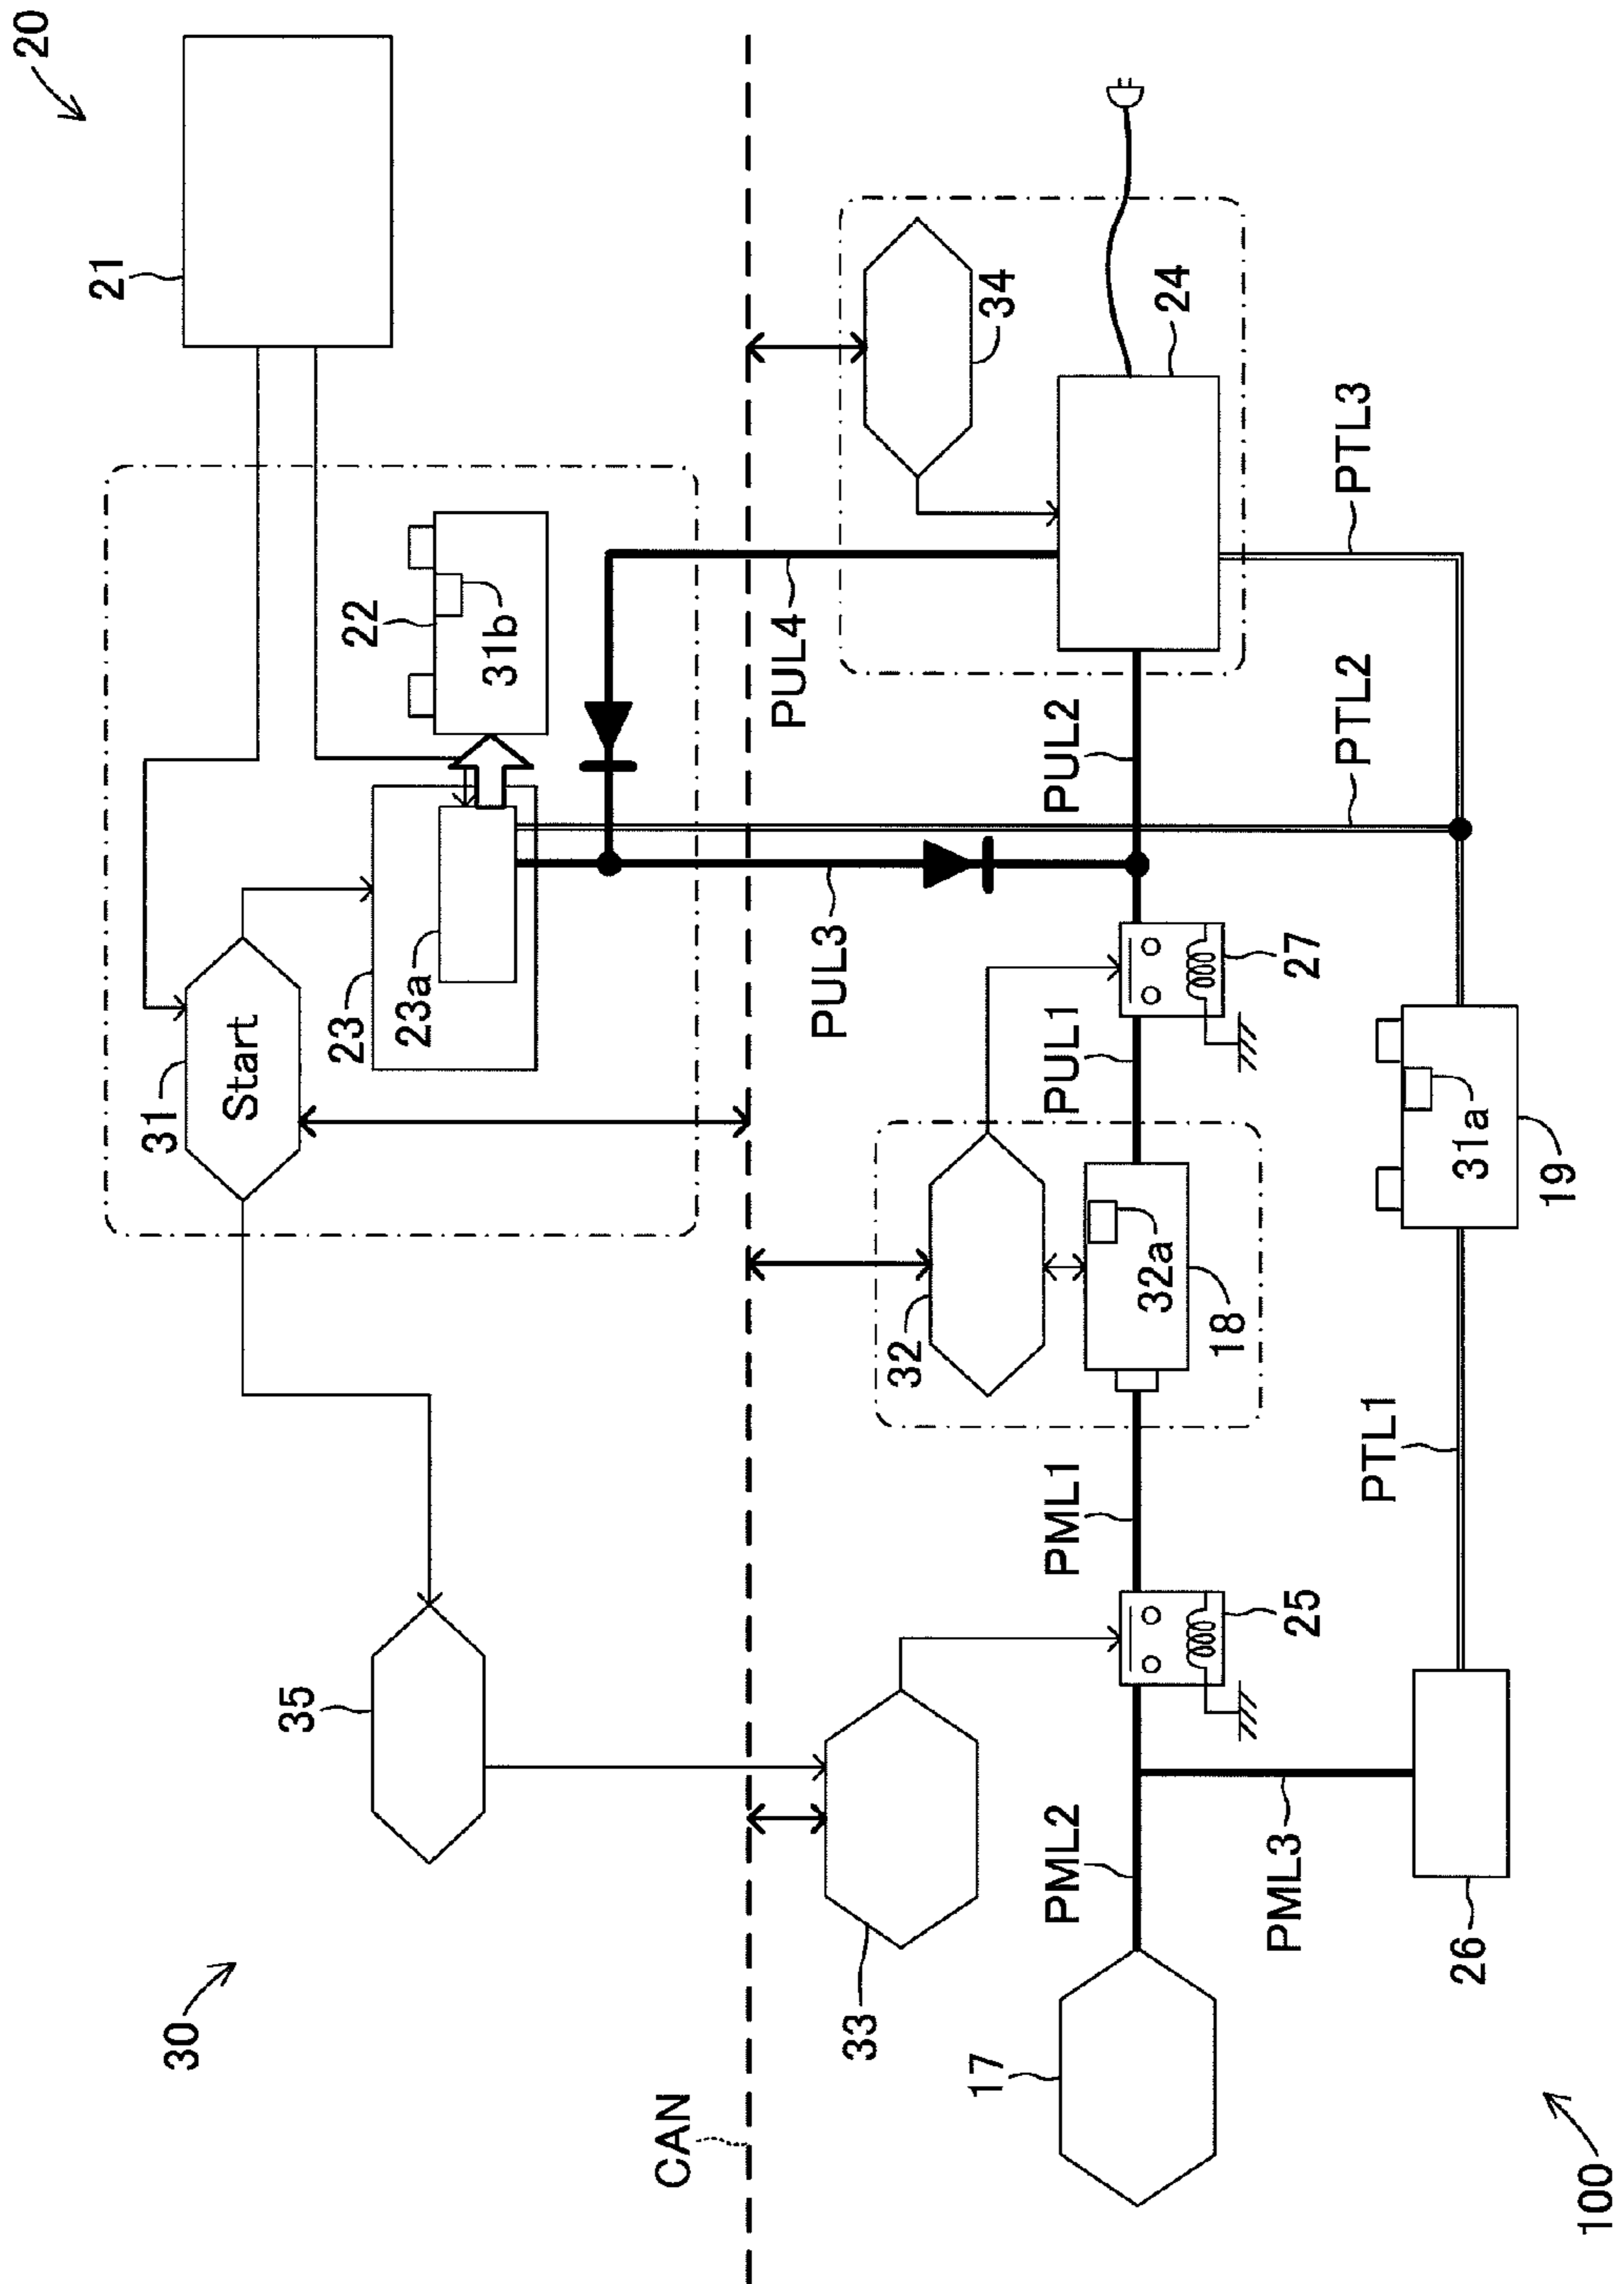 20
21
22
31b
31
Start
23
23a
35
30
CAN
PUL4
PUL3
34
24
PUL2
PTL3
PTL2
27
PUL1
32
32a
18
31a
19
PML1
PTL1
25
33
PML2
PML3
26
17
100